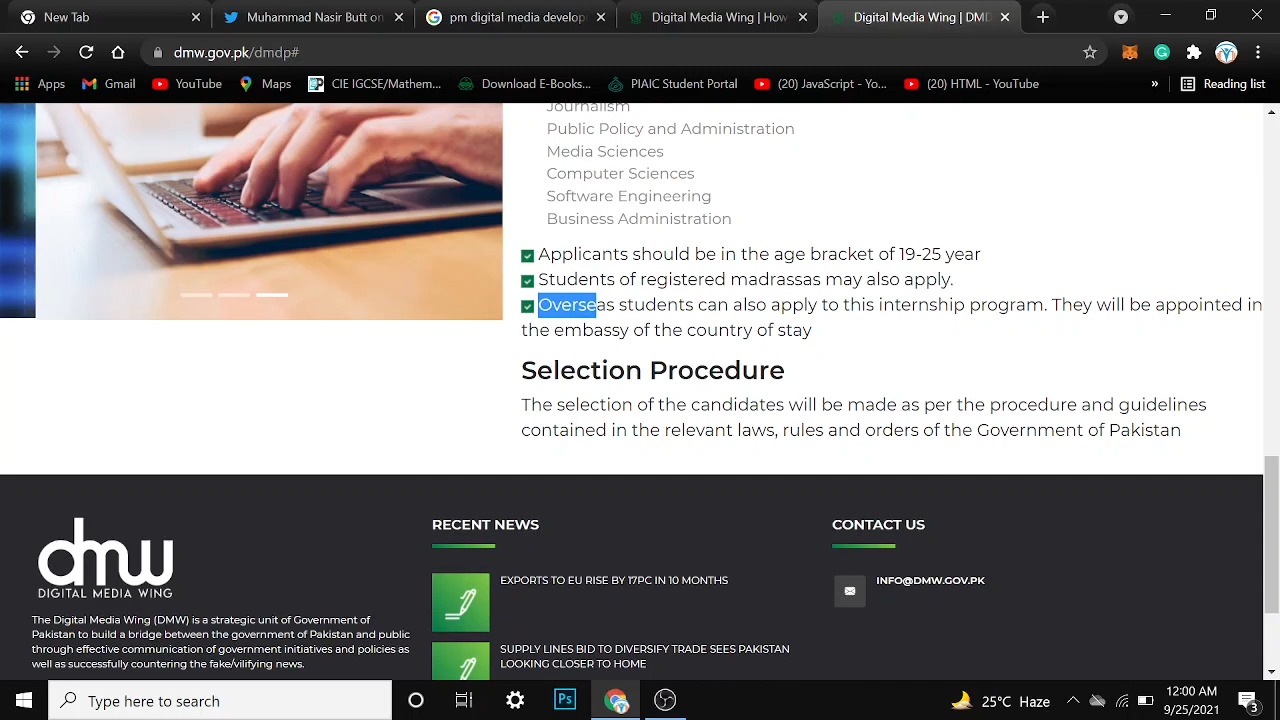 New Tab
Muhammad Nasir Butt on
pm digital media develop
Digital Media Wing | How
Digital Media Wing | DMD
dmw.gov.pk/dmdp#
Apps
Gmail
YouTube
Maps
CIE IGCSE/Mathem...
Download E-Books...
PIAIC Student Portal
(20) JavaScript - Yo...
(20) HTML - YouTube
»
Reading list
Journalism
Public Policy and Administration
Media Sciences
Computer Sciences
Software Engineering
Business Administration
Applicants should be in the age bracket of 19-25 year
Students of registered madrassas may also apply.
Overseas students can also apply to this internship program. They will be appointed in
the embassy of the country of stay
Selection Procedure
The selection of the candidates will be made as per the procedure and guidelines
contained in the relevant laws, rules and orders of the Government of Pakistan
dmw
DIGITAL MEDIA WING
The Digital Media Wing (DMW) is a strategic unit of Government of
Pakistan to build a bridge between the government of Pakistan and public
through effective communication of government initiatives and policies as
well as successfully countering the fake/vilifying news.
RECENT NEWS
EXPORTS TO EU RISE BY 17PC IN 10 MONTHS
SUPPLY LINES BID TO DIVERSIFY TRADE SEES PAKISTAN
LOOKING CLOSER TO HOME
CONTACT US
INFO@DMW.GOV.PK
Type here to search
Ps
25°C Haze
12:00 AM
9/25/2021
3